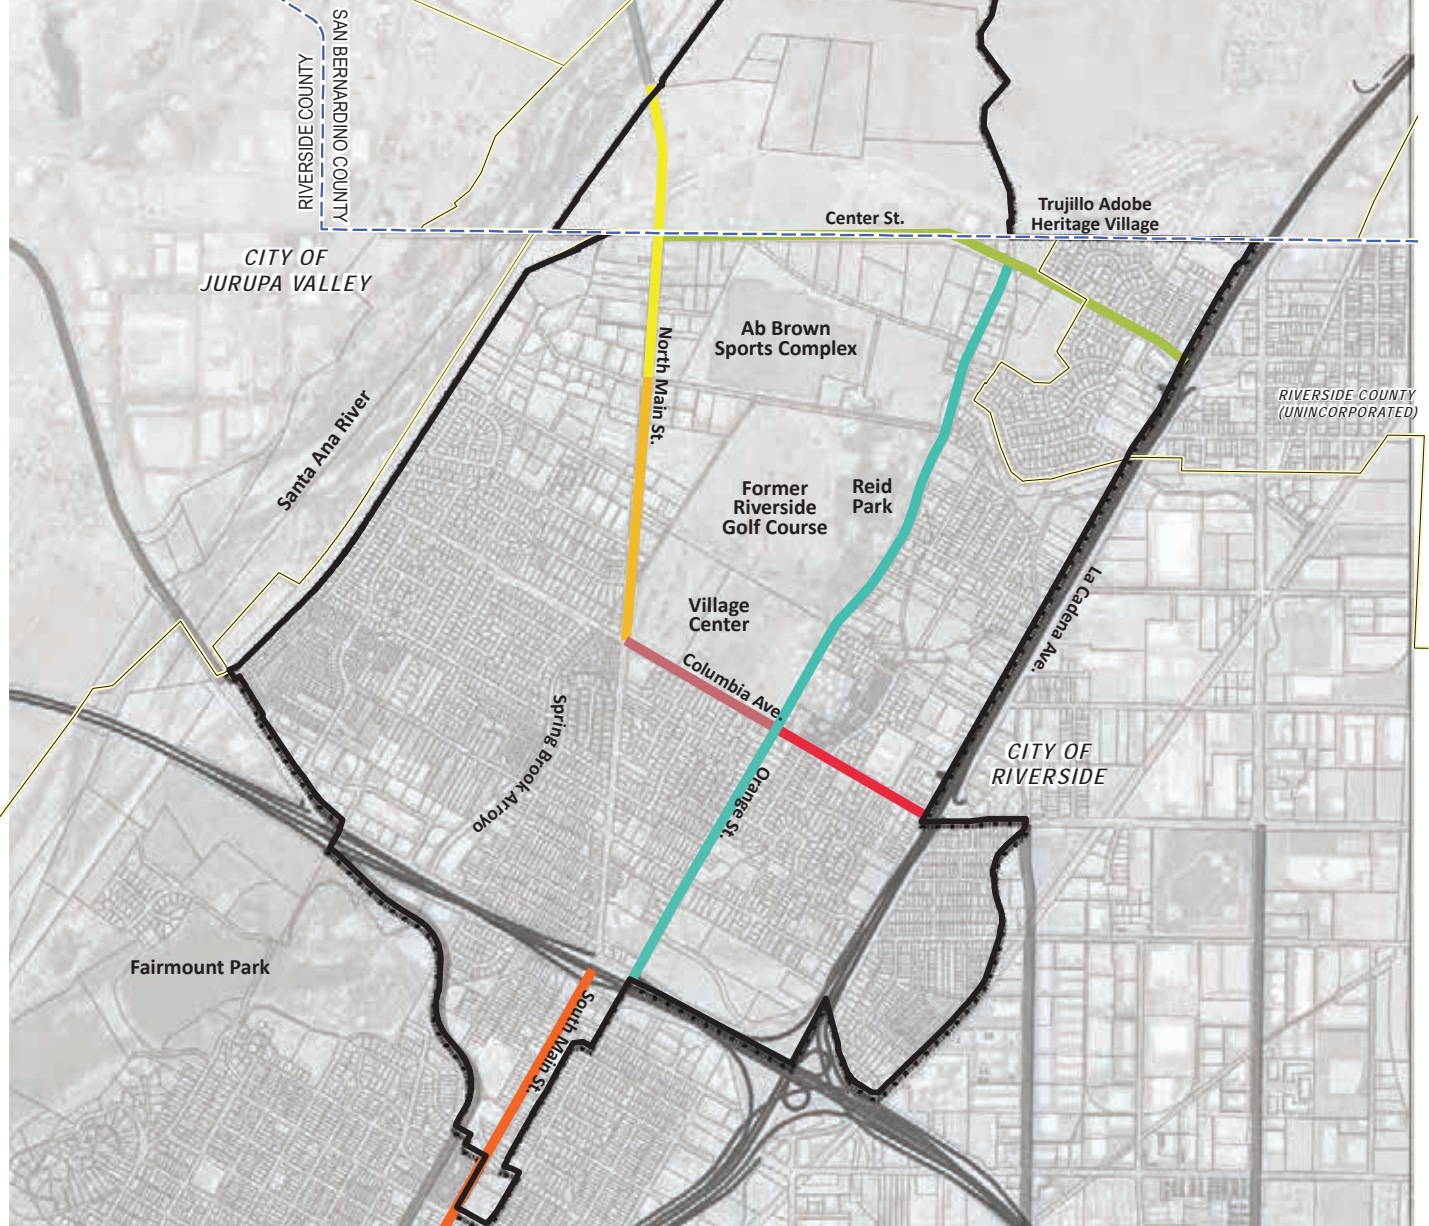 RIVERSIDE COUNTY
SAN BERNARDINO COUNTY
Center St.
Trujillo Adobe
Heritage Village
CITY OF
JURUPA VALLEY
Ab Brown
Sports Complex
North Main St.
RIVERSIDE COUNTY
(UNINCORPORATED)
Santa Ana River
Former
Riverside
Golf Course
Reid
Park
Village
Center
La Cadena Ave.
Columbia Ave.
Spring Brook Arroyo
CITY OF
RIVERSIDE
Orange St.
Fairmount Park
South Main St.